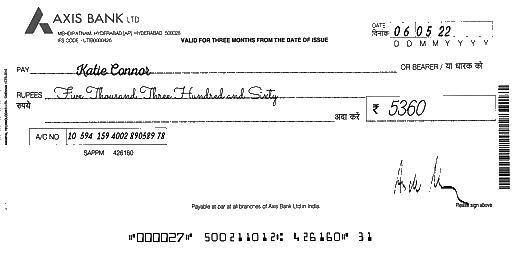 AXIS BANK LTD
MEHDIPATNAM, HYDERABAD [AP] HYDERABAD 500028
IFS CODE - UTIB0000426
VALID FOR THREE MONTHS FROM THE DATE OF ISSUE
DATE
दिनांक 06 05 22
D D M M Y Y Y Y
PAY Katie Connor OR BEARER / या धारक को
RUPEES Five Thousand Three Hundred and Sixty
रुपये अदा करें ₹ 5360
A/C NO 10 594 159 4002 890589 78
SAPPM 426160
Payable at par at all branches of Axis Bank Ltd in India.
Please sign above
⑈000027⑈ 500211012⑆ 426160⑈ 31